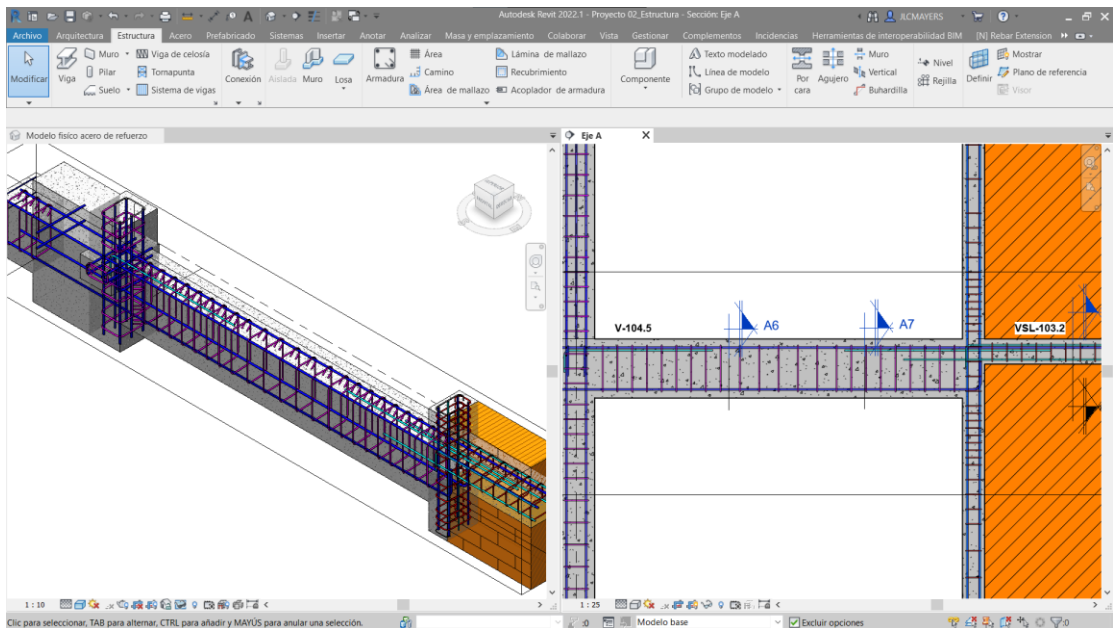 Autodesk Revit 2022.1 - Proyecto 02_Estructura - Sección: Eje A
JLCMAYERS
Archivo Arquitectura Estructura Acero Prefabricado Sistemas Insertar Anotar Analizar Masa y emplazamiento Colaborar Vista Gestionar Complementos Incidencias Herramientas de interoperabilidad BIM [N] Rebar Extension
Muro Viga de celosía Área Lámina de mallazo Texto modelado Muro Nivel Mostrar
Pilar Tornapunta Camino Recubrimiento Línea de modelo Vertical Rejilla Plano de referencia
Suelo Sistema de vigas Área de mallazo Acoplador de armadura Grupo de modelo Buhardilla Visor
Modificar Viga Conexión Aislada Muro Losa Armadura Componente Por cara Agujero Definir
Modelo fisíco acero de refuerzo X
Eje A X
V-104.5 A6 A7 VSL-103.2
1 : 10 1 : 25
Clic para seleccionar, TAB para alternar, CTRL para añadir y MAYÚS para anular una selección. :0 Modelo base Excluir opciones :0